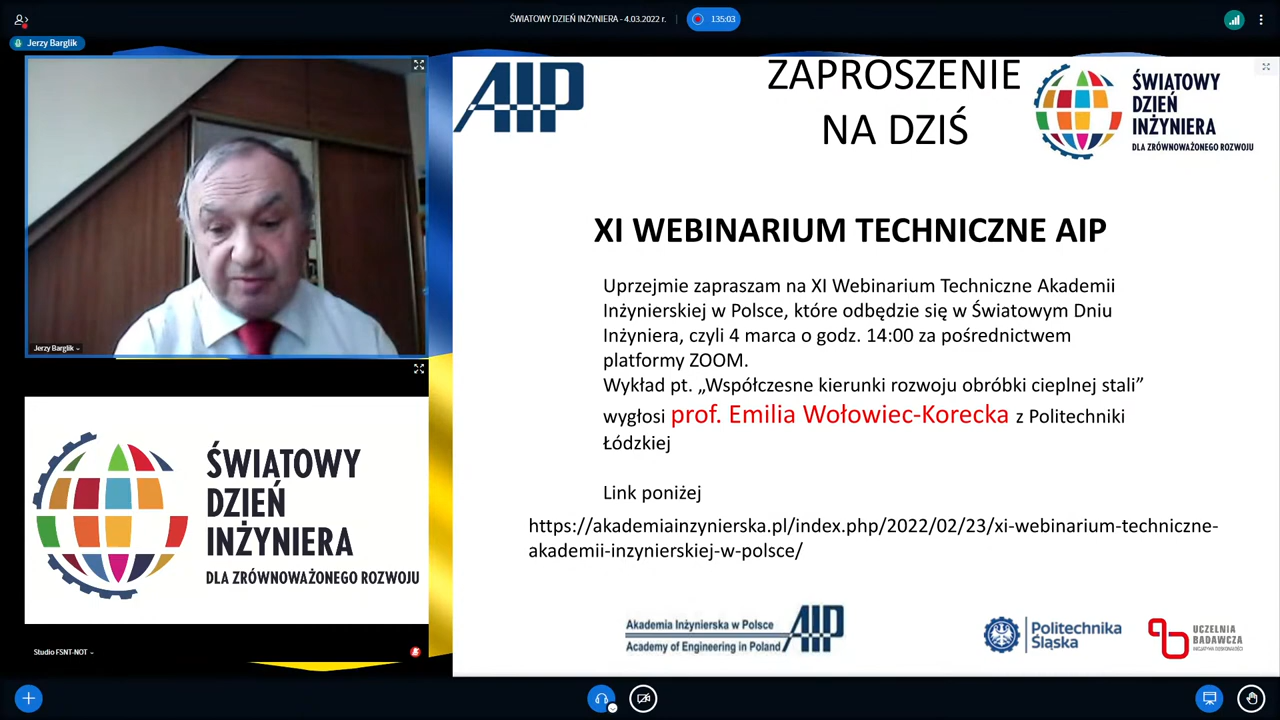 ŚWIATOWY DZIEŃ INŻYNIERA - 4.03.2022 r.
135:03
Jerzy Barglik
Jerzy Barglik
ŚWIATOWY
DZIEŃ
INŻYNIERA
DLA ZRÓWNOWAŻONEGO ROZWOJU
Studio FSNT-NOT
AIP
ZAPROSZENIE
NA DZIŚ
ŚWIATOWY
DZIEŃ
INŻYNIERA
DLA ZRÓWNOWAŻONEGO ROZWOJU
XI WEBINARIUM TECHNICZNE AIP
Uprzejmie zapraszam na XI Webinarium Techniczne Akademii
Inżynierskiej w Polsce, które odbędzie się w Światowym Dniu
Inżyniera, czyli 4 marca o godz. 14:00 za pośrednictwem
platformy ZOOM.
Wykład pt. „Współczesne kierunki rozwoju obróbki cieplnej stali”
wygłosi prof. Emilia Wołowiec-Korecka z Politechniki
Łódzkiej
Link poniżej
https://akademiainzynierska.pl/index.php/2022/02/23/xi-webinarium-techniczne-
akademii-inzynierskiej-w-polsce/
Akademia Inżynierska w Polsce
Academy of Engineering in Poland
AIP
Politechnika
Śląska
UCZELNIA
BADAWCZA
INICJATYWA DOSKONAŁOŚCI